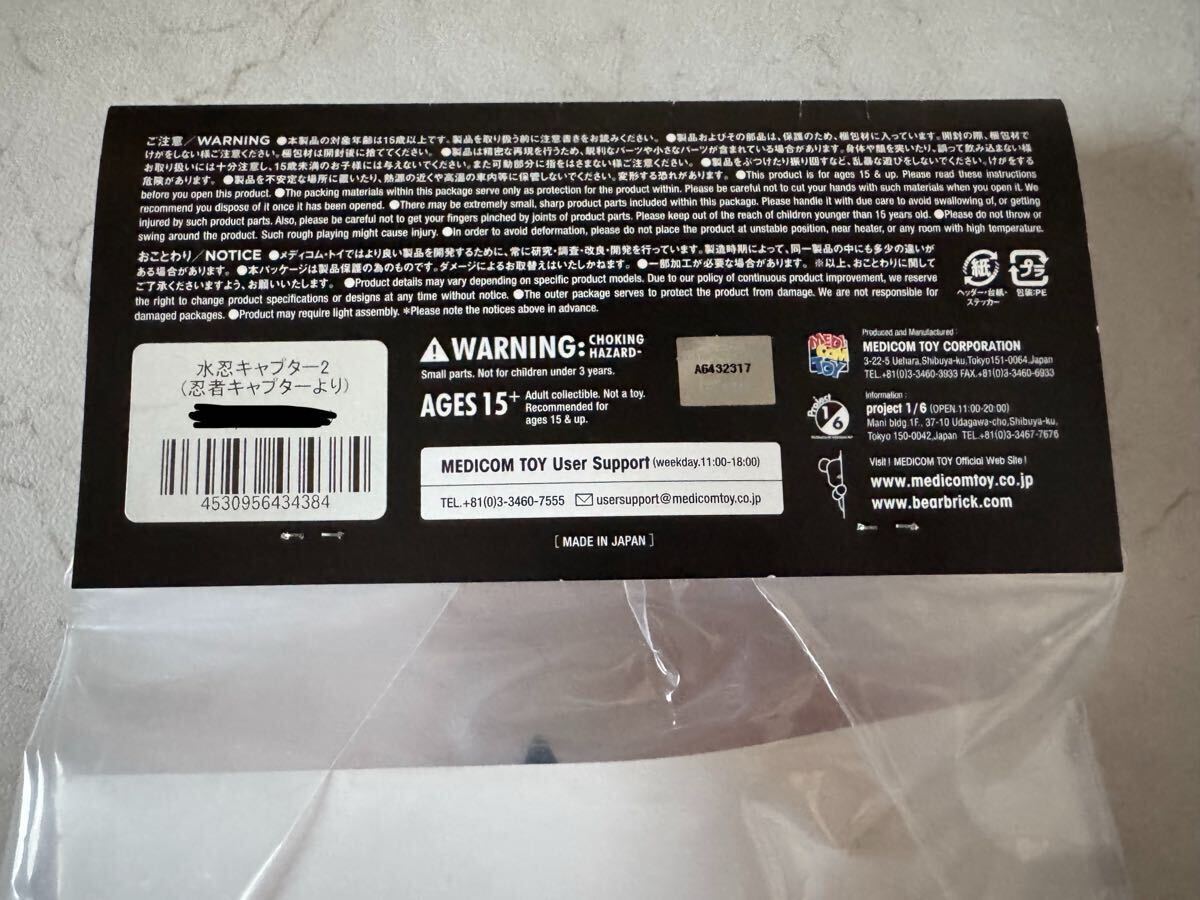 ご注意/WARNING ●本製品の対象年齢は15歳以上です。製品を取り扱う前に注意書きをお読みください。 ●製品およびその部品は、保護のため、梱包材に入っています。開封の際、梱包材で
けがをしない様ご注意ください。梱包材は開封後に捨ててください。 ●製品は精密な再現を行うため、鋭利なパーツや小さなパーツが含まれている場合があります。身体や顔を突いたり、誤って飲み込まない様
お取り扱いには十分注意し、15歳未満のお子様には与えないでください。また可動部分に指をはさまない様ご注意ください。 ●製品をぶつけたり振り回すなど、乱暴な遊びをしないでください。けがをする
危険があります。 ●製品を不安定な場所に置いたり、熱源の近くや高温の車内等に保管しないでください。変形する恐れがあります。 ●This product is for ages 15 & up. Please read these instructions
before you open this product. ●The packing materials within this package serve only as protection for the product within. Please be careful not to cut your hands with such materials when you open it. We
recommend you dispose of it once it has been opened. ●There may be extremely small, sharp product parts included within this package. Please handle it with due care to avoid swallowing of, or getting
injured by such product parts. Also, please be careful not to get your fingers pinched by joints of product parts. Please keep out of the reach of children younger than 15 years old. ●Please do not throw or
swing around the product. Such rough playing might cause injury. ●In order to avoid deformation, please do not place the product at unstable position, near heater, or any room with high temperature.
おことわり/NOTICE ●メディコム・トイではより良い製品を開発するために、常に研究・調査・改良・開発を行っています。製造時期によって、同一製品の中にも多少の違いが
ある場合があります。 ●本パッケージは製品保護の為のものです。ダメージによるお取替えはいたしかねます。 ●一部加工が必要な場合があります。 ※以上、おことわりに関して
ご了承くださいますよう、お願いいたします。 ●Product details may vary depending on specific product models. Due to our policy of continuous product improvement, we reserve
the right to change product specifications or designs at any time without notice. ●The outer package serves to protect the product from damage. We are not responsible for
damaged packages. ●Product may require light assembly. *Please note the notices above in advance.
紙
プラ
ヘッダー・台紙・
ステッカー
包装:PE
水忍キャプター2
(忍者キャプターより)
4530956434384
WARNING: CHOKING
HAZARD-
Small parts. Not for children under 3 years.
AGES 15+ Adult collectible. Not a toy.
Recommended for
ages 15 & up.
A6432317
MEDICOM TOY User Support (weekday.11:00-18:00)
TEL.+81(0)3-3460-7555 usersupport@medicomtoy.co.jp
[ MADE IN JAPAN ]
MEDI
COM
TOY
Produced and Manufactured :
MEDICOM TOY CORPORATION
3-22-5 Uehara,Shibuya-ku,Tokyo151-0064,Japan
TEL.+81(0)3-3460-3933 FAX.+81(0)3-3460-6933
Project
1/6
Information :
project 1/6 (OPEN.11:00-20:00)
Mani bldg.1F., 37-10 Udagawa-cho,Shibuya-ku,
Tokyo 150-0042,Japan TEL.+81(0)3-3467-7676
Visit ! MEDICOM TOY Official Web Site !
www.medicomtoy.co.jp
www.bearbrick.com